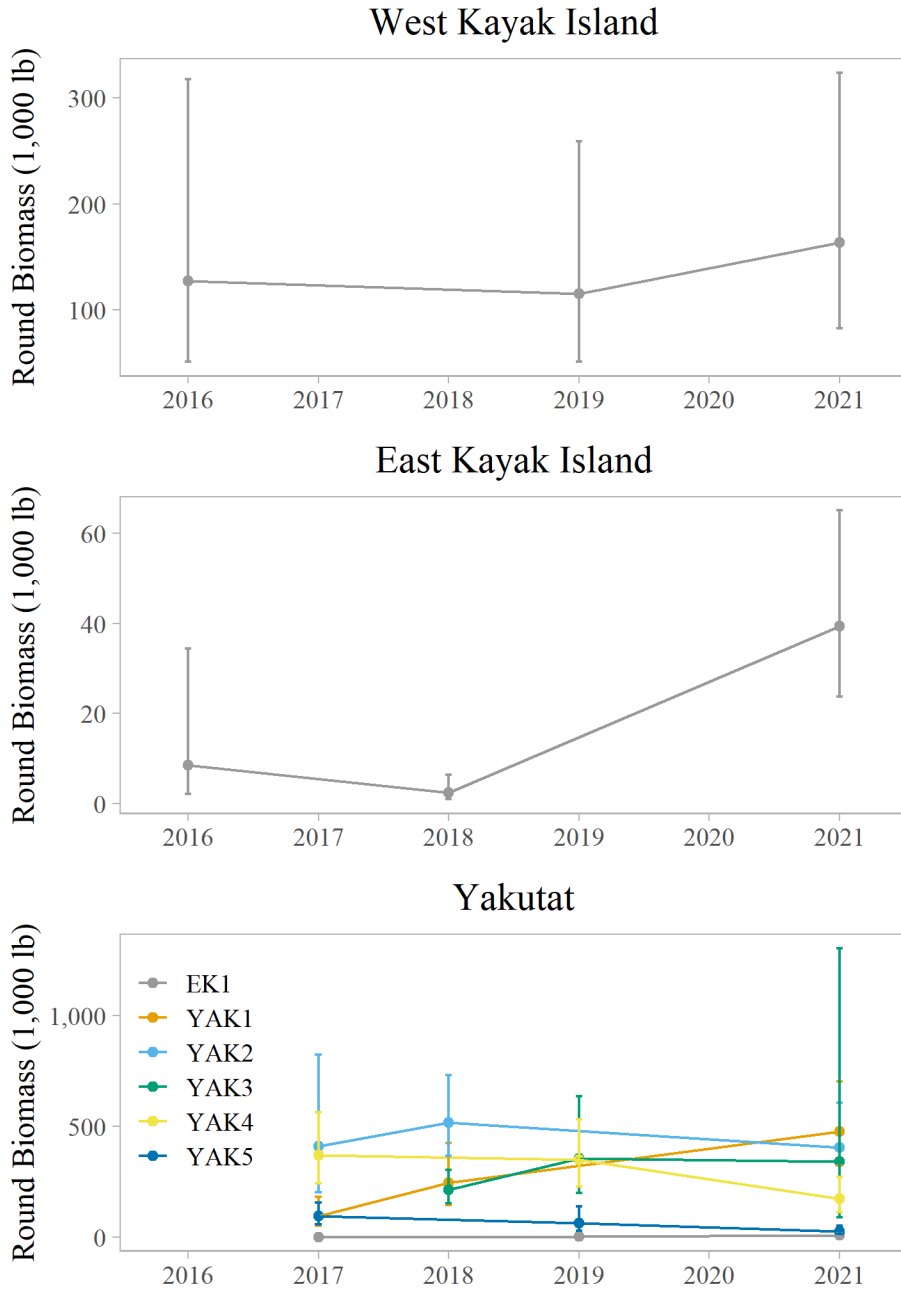 West Kayak Island
Round Biomass (1,000 lb)
300
200
100
2016 2017 2018 2019 2020 2021
East Kayak Island
Round Biomass (1,000 lb)
60
40
20
0
2016 2017 2018 2019 2020 2021
Yakutat
Round Biomass (1,000 lb)
1,000
500
0
EK1
YAK1
YAK2
YAK3
YAK4
YAK5
2016 2017 2018 2019 2020 2021